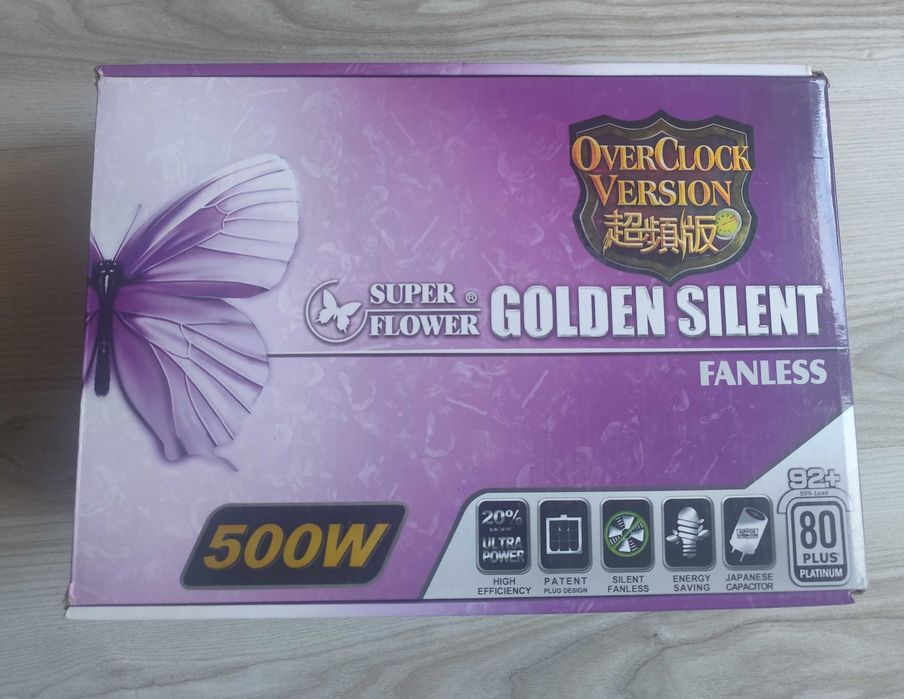 OVERCLOCK
VERSION
超頻版
SUPER ®
FLOWER
GOLDEN SILENT
FANLESS
500W
20%
MORE
ULTRA
POWER
HIGH
EFFICIENCY
PATENT
PLUG DESIGN
SILENT
FANLESS
ENERGY
SAVING
JAPANESE
CAPACITOR
92+
50% Load
80
PLUS
PLATINUM